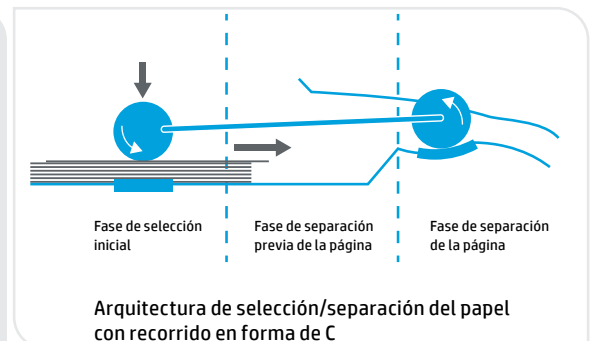 Fase de selección
inicial
Fase de separación
previa de la página
Fase de separación
de la página
Arquitectura de selección/separación del papel
con recorrido en forma de C